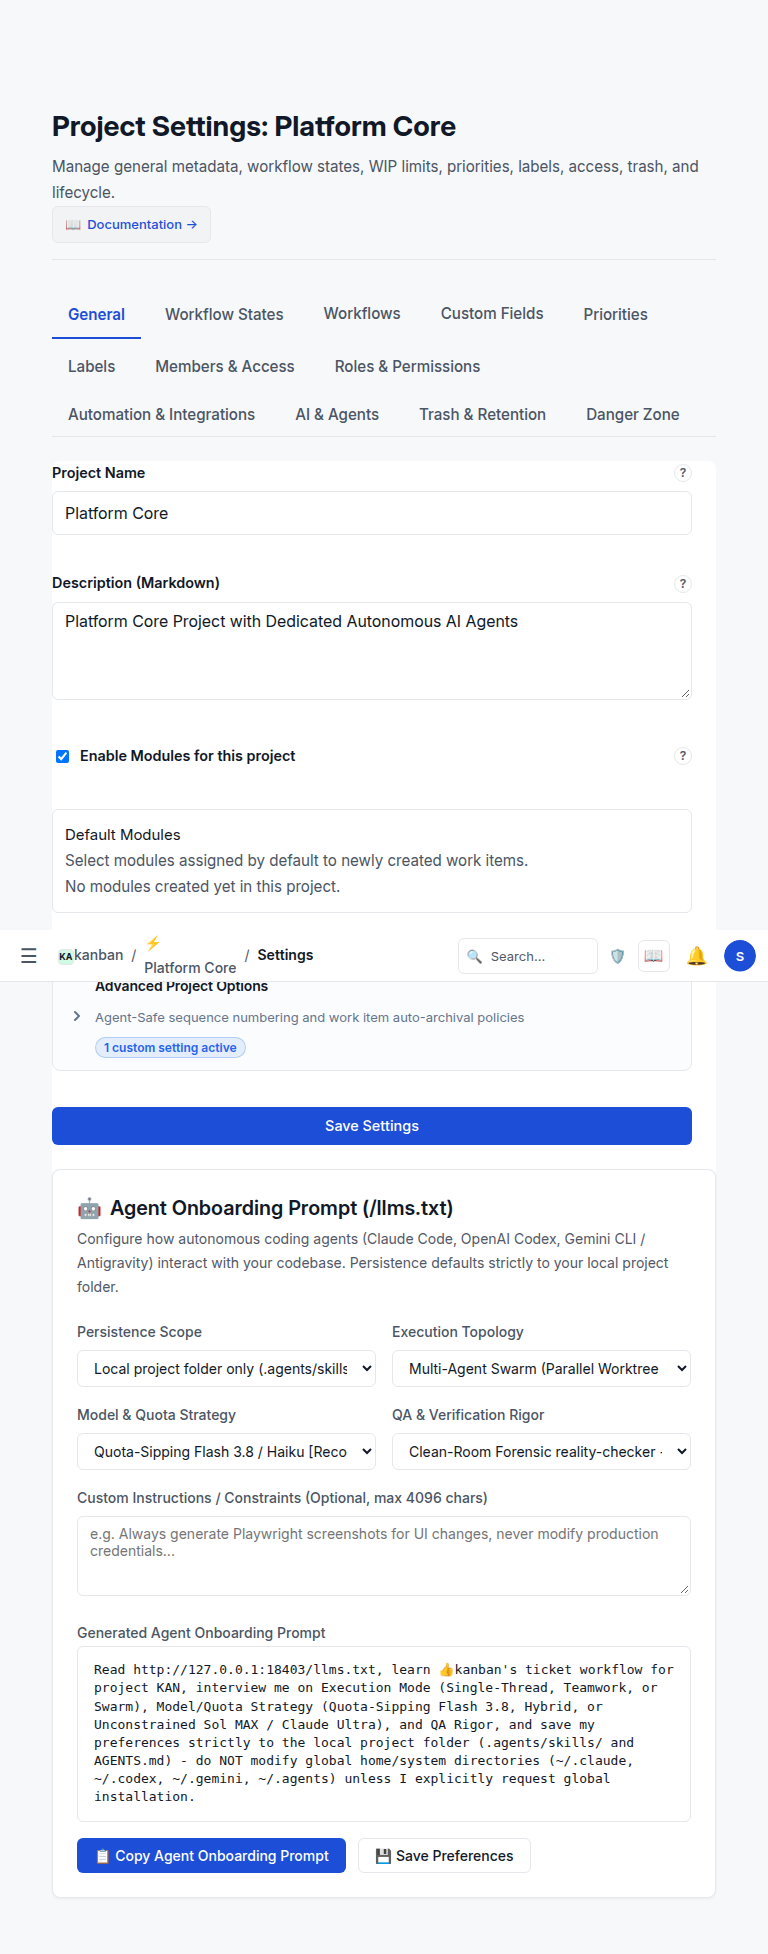 Project Settings: Platform Core
Manage general metadata, workflow states, WIP limits, priorities, labels, access, trash, and
lifecycle.
📖 Documentation →
General Workflow States Workflows Custom Fields Priorities
Labels Members & Access Roles & Permissions
Automation & Integrations AI & Agents Trash & Retention Danger Zone
Project Name ?
Platform Core
Description (Markdown) ?
Platform Core Project with Dedicated Autonomous AI Agents
Enable Modules for this project ?
Default Modules
Select modules assigned by default to newly created work items.
No modules created yet in this project.
☰ KA kanban / ⚡ Platform Core / Settings 🔍 Search... 🛡️ 📖 🔔 S
Advanced Project Options
Agent-Safe sequence numbering and work item auto-archival policies
1 custom setting active
Save Settings
🤖 Agent Onboarding Prompt (/llms.txt)
Configure how autonomous coding agents (Claude Code, OpenAI Codex, Gemini CLI /
Antigravity) interact with your codebase. Persistence defaults strictly to your local project
folder.
Persistence Scope Execution Topology
Local project folder only (.agents/skills Multi-Agent Swarm (Parallel Worktree
Model & Quota Strategy QA & Verification Rigor
Quota-Sipping Flash 3.8 / Haiku [Reco Clean-Room Forensic reality-checker
Custom Instructions / Constraints (Optional, max 4096 chars)
e.g. Always generate Playwright screenshots for UI changes, never modify production
credentials...
Generated Agent Onboarding Prompt
Read http://127.0.0.1:18403/llms.txt, learn 👍kanban's ticket workflow for
project KAN, interview me on Execution Mode (Single-Thread, Teamwork, or
Swarm), Model/Quota Strategy (Quota-Sipping Flash 3.8, Hybrid, or
Unconstrained Sol MAX / Claude Ultra), and QA Rigor, and save my
preferences strictly to the local project folder (.agents/skills/ and
AGENTS.md) - do NOT modify global home/system directories (~/.claude,
~/.codex, ~/.gemini, ~/.agents) unless I explicitly request global
installation.
📋 Copy Agent Onboarding Prompt 💾 Save Preferences